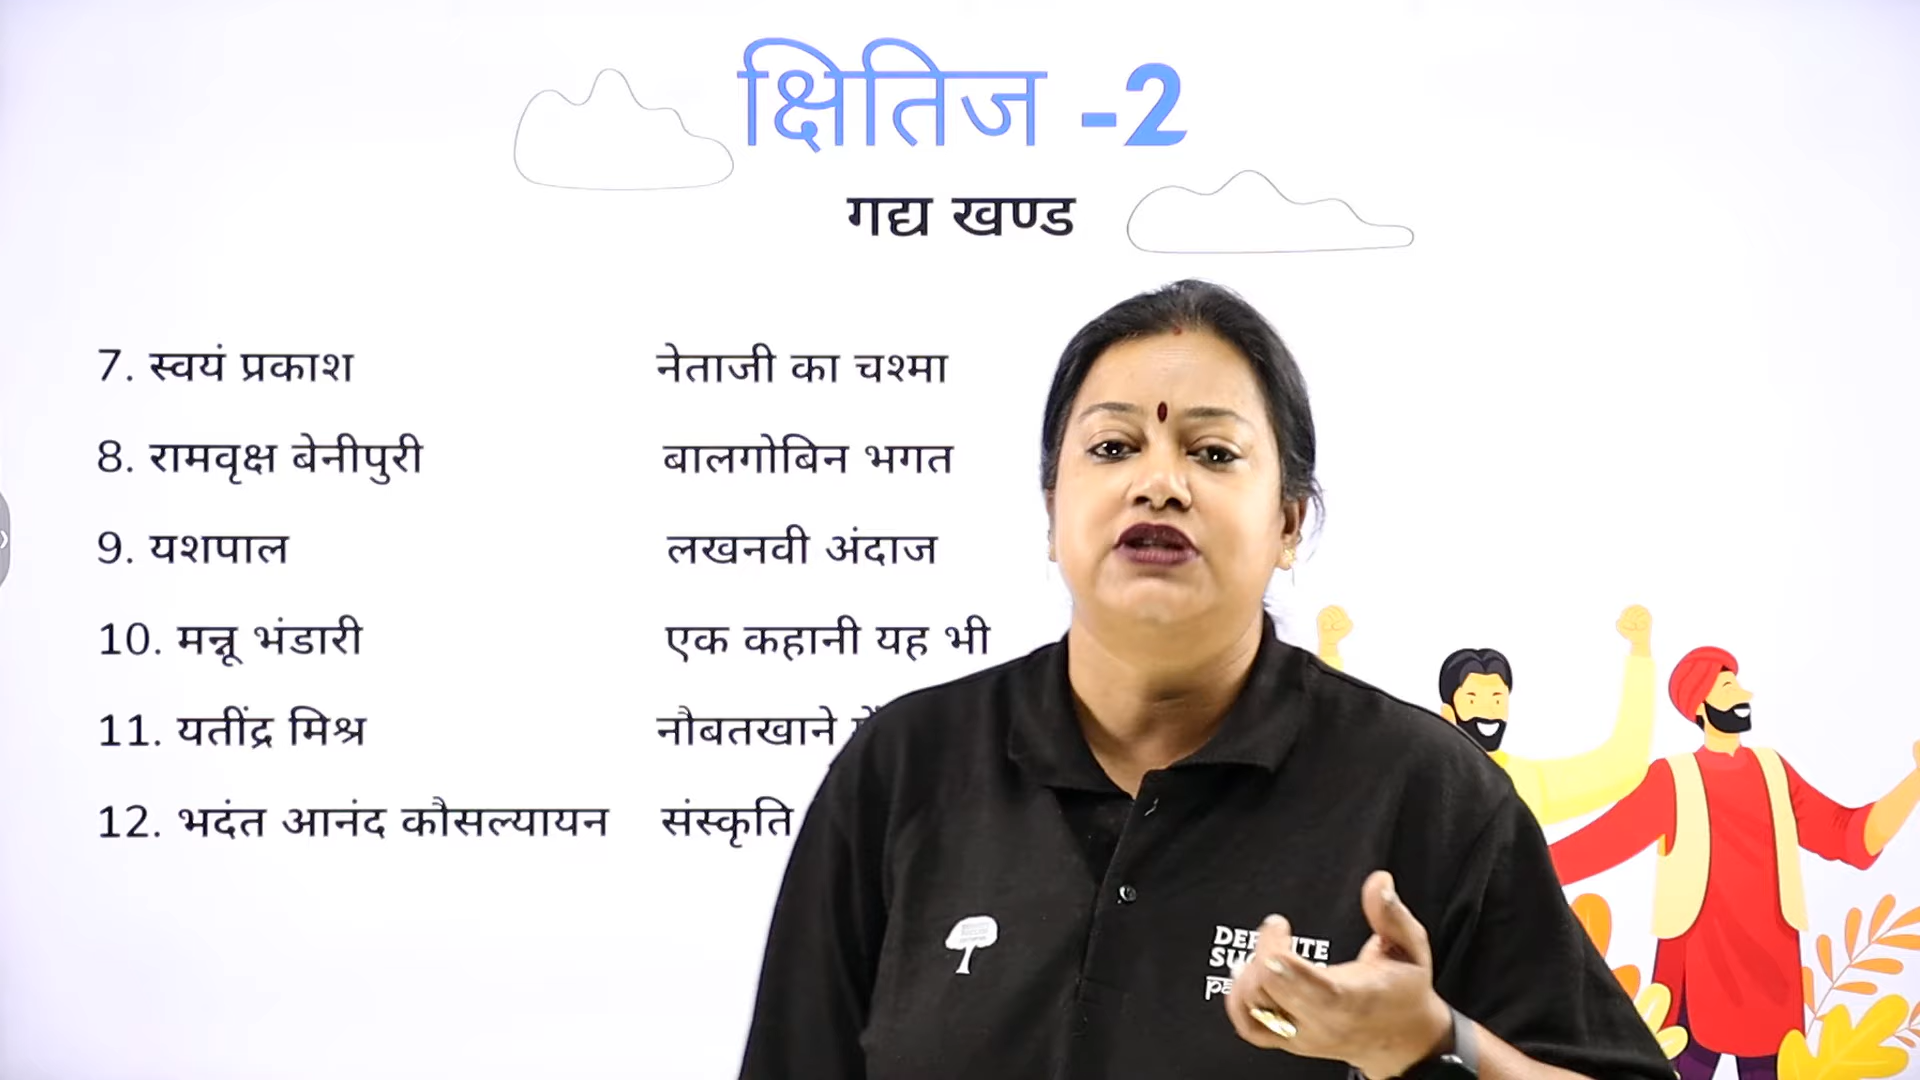 क्षितिज -2
गद्य खण्ड
7. स्वयं प्रकाश नेताजी का चश्मा
8. रामवृक्ष बेनीपुरी बालगोबिन भगत
9. यशपाल लखनवी अंदाज
10. मन्नू भंडारी एक कहानी यह भी
11. यतींद्र मिश्र नौबतखाने
12. भदंत आनंद कौसल्यायन संस्कृति